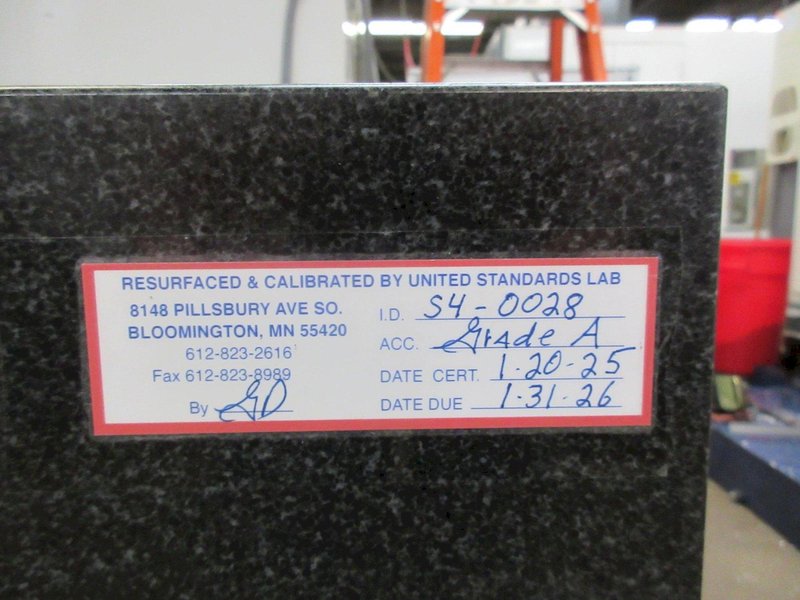 RESURFACED & CALIBRATED BY UNITED STANDARDS LAB
8148 PILLSBURY AVE SO.
BLOOMINGTON, MN 55420
612-823-2616
Fax 612-823-8989
By GD
I.D. S4-0028
ACC. Grade A
DATE CERT. 1-20-25
DATE DUE 1-31-26